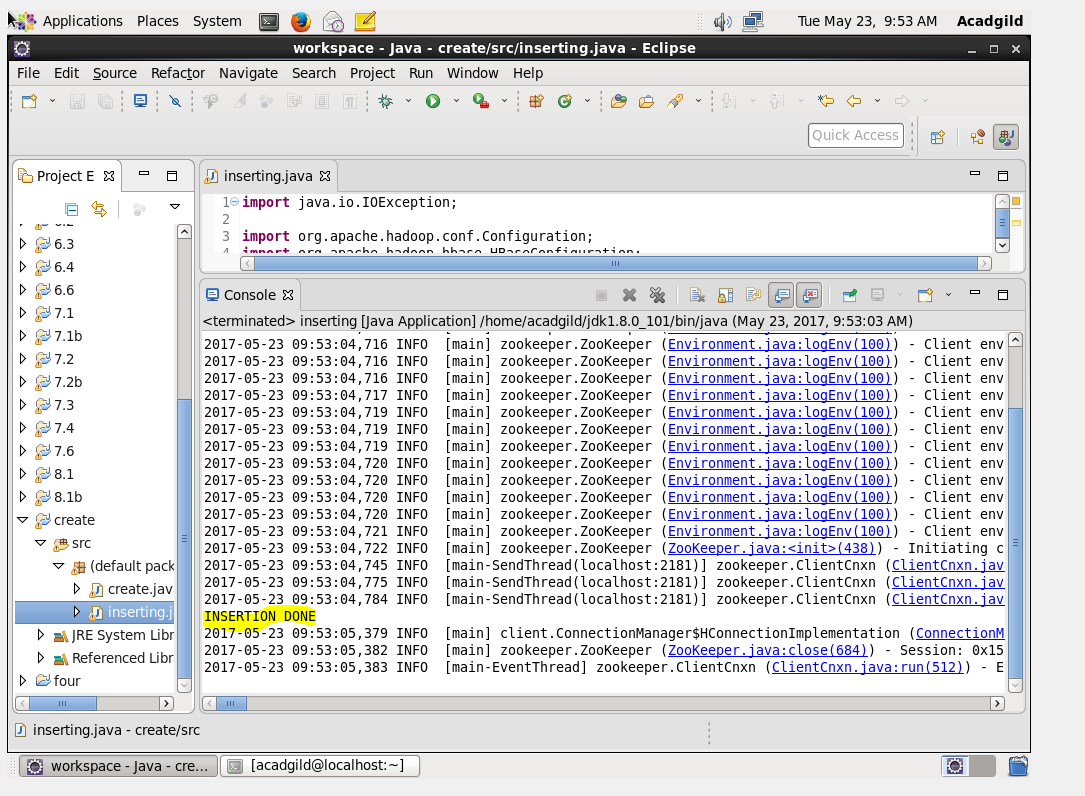 Applications Places System Tue May 23, 9:53 AM Acadgild
workspace - Java - create/src/inserting.java - Eclipse
File Edit Source Refactor Navigate Search Project Run Window Help
Quick Access
Project E
6.3
6.4
6.6
7.1
7.1b
7.2
7.2b
7.3
7.4
7.6
8.1
8.1b
create
src
(default pack
create.jav
inserting.j
JRE System Libr
Referenced Libr
four
inserting.java
1 import java.io.IOException;
2
3 import org.apache.hadoop.conf.Configuration;
4 import org.apache.hadoop.hbase.HBaseConfiguration;
Console
<terminated> inserting [Java Application] /home/acadgild/jdk1.8.0_101/bin/java (May 23, 2017, 9:53:03 AM)
2017-05-23 09:53:04,716 INFO [main] zookeeper.ZooKeeper (Environment.java:logEnv(100)) - Client env
2017-05-23 09:53:04,716 INFO [main] zookeeper.ZooKeeper (Environment.java:logEnv(100)) - Client env
2017-05-23 09:53:04,716 INFO [main] zookeeper.ZooKeeper (Environment.java:logEnv(100)) - Client env
2017-05-23 09:53:04,717 INFO [main] zookeeper.ZooKeeper (Environment.java:logEnv(100)) - Client env
2017-05-23 09:53:04,719 INFO [main] zookeeper.ZooKeeper (Environment.java:logEnv(100)) - Client env
2017-05-23 09:53:04,719 INFO [main] zookeeper.ZooKeeper (Environment.java:logEnv(100)) - Client env
2017-05-23 09:53:04,719 INFO [main] zookeeper.ZooKeeper (Environment.java:logEnv(100)) - Client env
2017-05-23 09:53:04,720 INFO [main] zookeeper.ZooKeeper (Environment.java:logEnv(100)) - Client env
2017-05-23 09:53:04,720 INFO [main] zookeeper.ZooKeeper (Environment.java:logEnv(100)) - Client env
2017-05-23 09:53:04,720 INFO [main] zookeeper.ZooKeeper (Environment.java:logEnv(100)) - Client env
2017-05-23 09:53:04,720 INFO [main] zookeeper.ZooKeeper (Environment.java:logEnv(100)) - Client env
2017-05-23 09:53:04,721 INFO [main] zookeeper.ZooKeeper (Environment.java:logEnv(100)) - Client env
2017-05-23 09:53:04,722 INFO [main] zookeeper.ZooKeeper (ZooKeeper.java:<init>(438)) - Initiating c
2017-05-23 09:53:04,745 INFO [main-SendThread(localhost:2181)] zookeeper.ClientCnxn (ClientCnxn.jav
2017-05-23 09:53:04,775 INFO [main-SendThread(localhost:2181)] zookeeper.ClientCnxn (ClientCnxn.jav
2017-05-23 09:53:04,784 INFO [main-SendThread(localhost:2181)] zookeeper.ClientCnxn (ClientCnxn.jav
INSERTION DONE
2017-05-23 09:53:05,379 INFO [main] client.ConnectionManager$HConnectionImplementation (ConnectionM
2017-05-23 09:53:05,382 INFO [main] zookeeper.ZooKeeper (ZooKeeper.java:close(684)) - Session: 0x15
2017-05-23 09:53:05,383 INFO [main-EventThread] zookeeper.ClientCnxn (ClientCnxn.java:run(512)) - E
inserting.java - create/src
workspace - Java - cre... [acadgild@localhost:~]